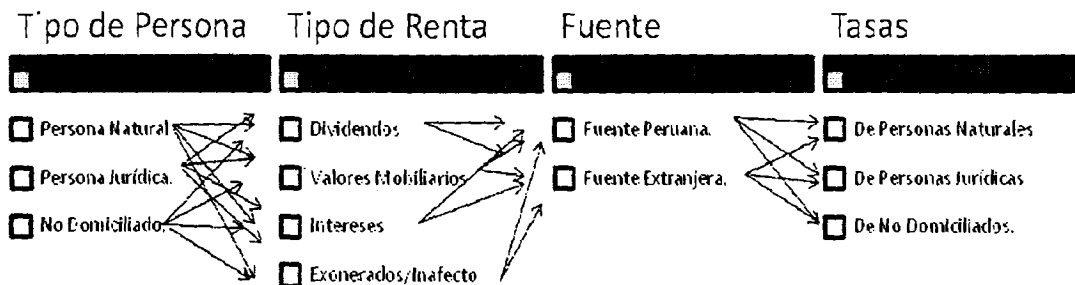 Tipo de Persona
Tipo de Renta
Fuente
Tasas
Persona Natural
Dividendos
Fuente Peruana.
De Personas Naturales
Persona Jurídica.
Valores Mobiliarios
Fuente Extranjera.
De Personas Jurídicas
No Domiciliado.
Intereses
De No Domiciliados.
Exonerados/Inafecto